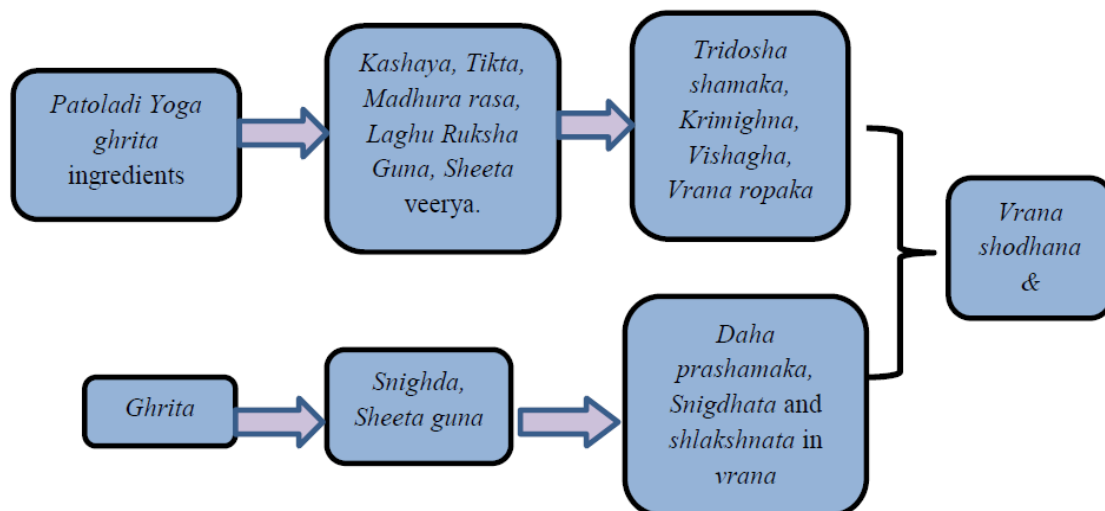 Patoladi Yoga
ghrita
ingredients
Kashaya, Tikta,
Madhura rasa,
Laghu Ruksha
Guna, Sheeta
veerya.
Tridosha
shamaka,
Krimighna,
Vishagha,
Vrana ropaka
Ghrita
Snighda,
Sheeta guna
Daha
prashamaka,
Snigdhata and
shlakshnata in
vrana
Vrana
shodhana
&